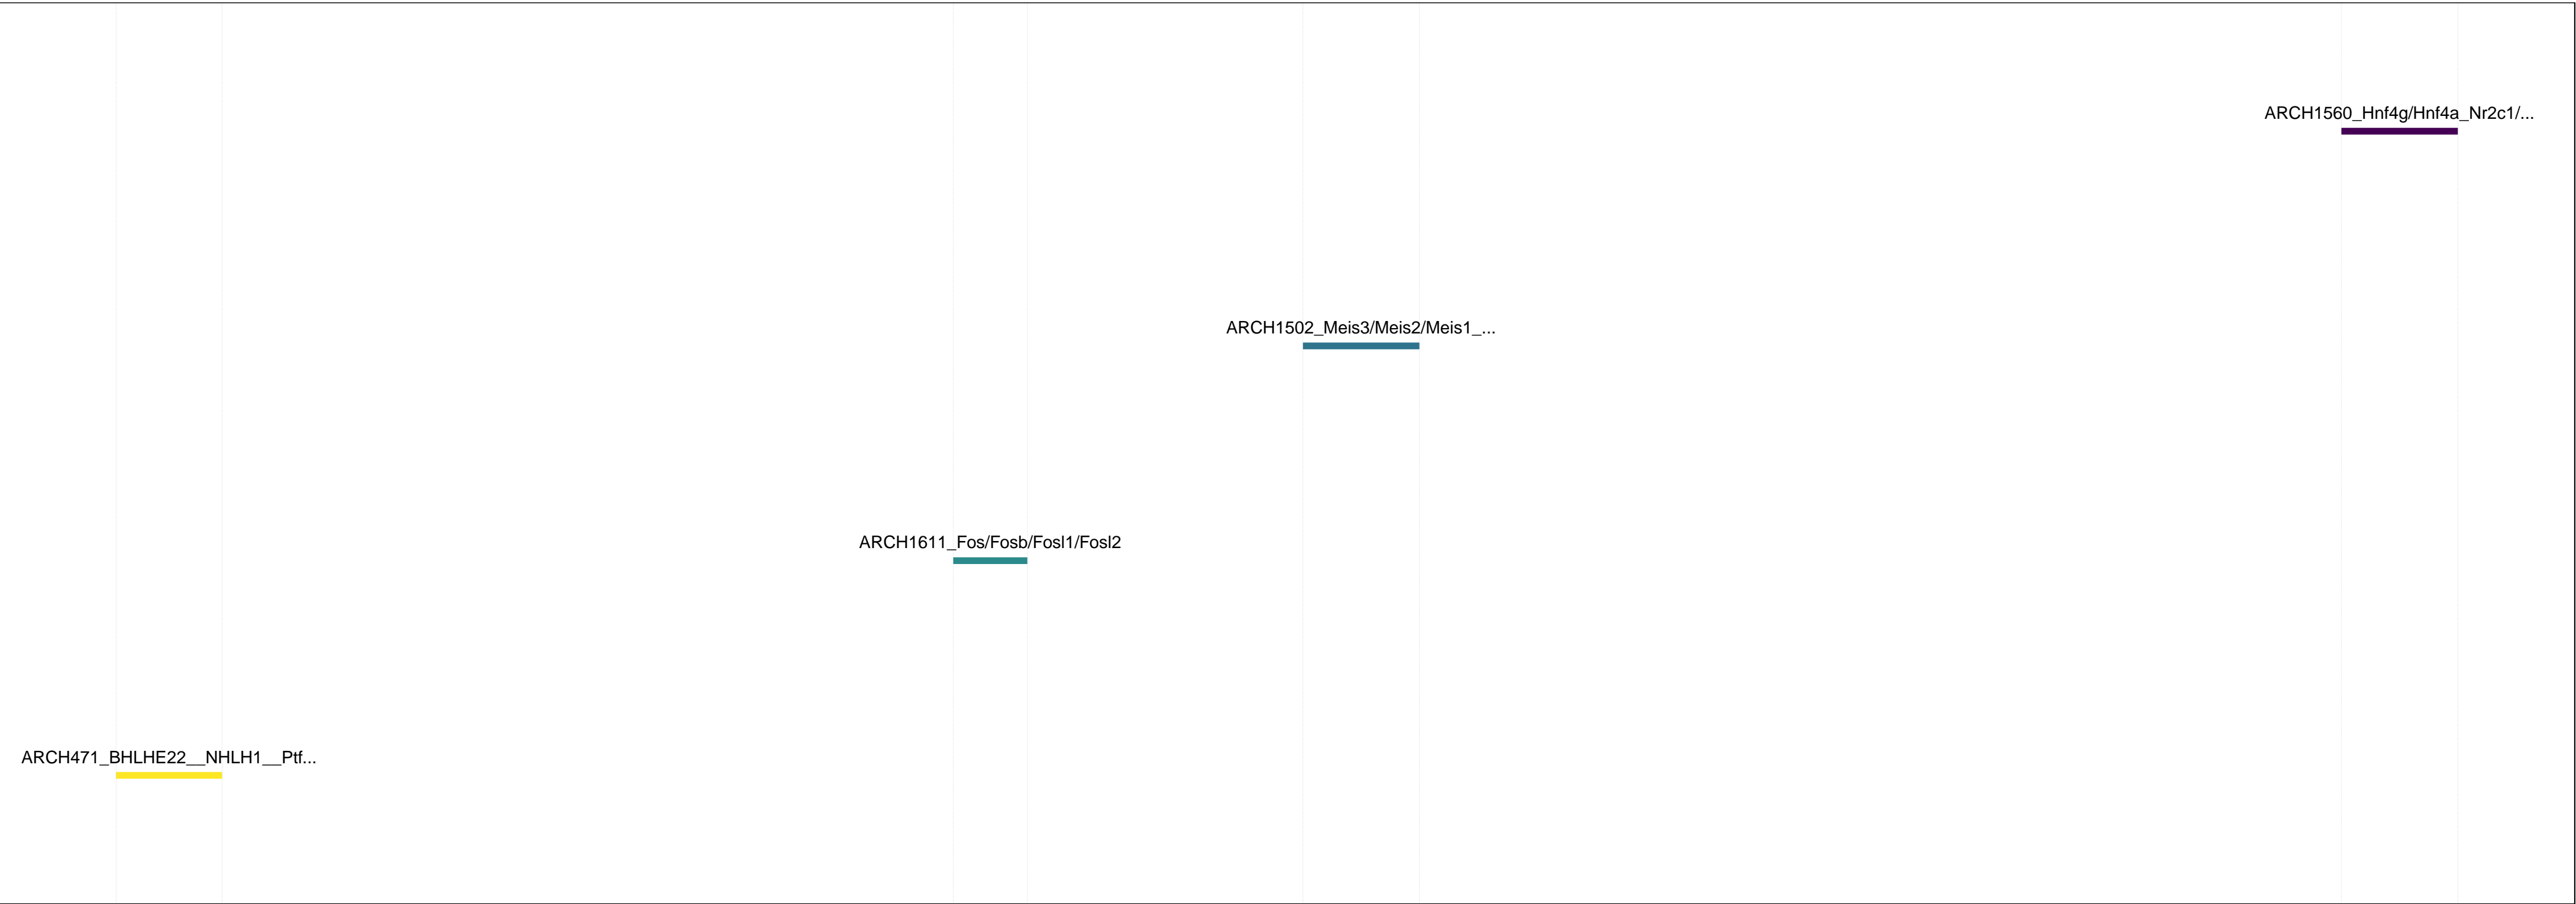 ARCH1560_Hnf4g/Hnf4a_Nr2c1/...
ARCH1502_Meis3/Meis2/Meis1_...
ARCH1611_Fos/Fosb/Fosl1/Fosl2
ARCH471_BHLHE22__NHLH1__Ptf...